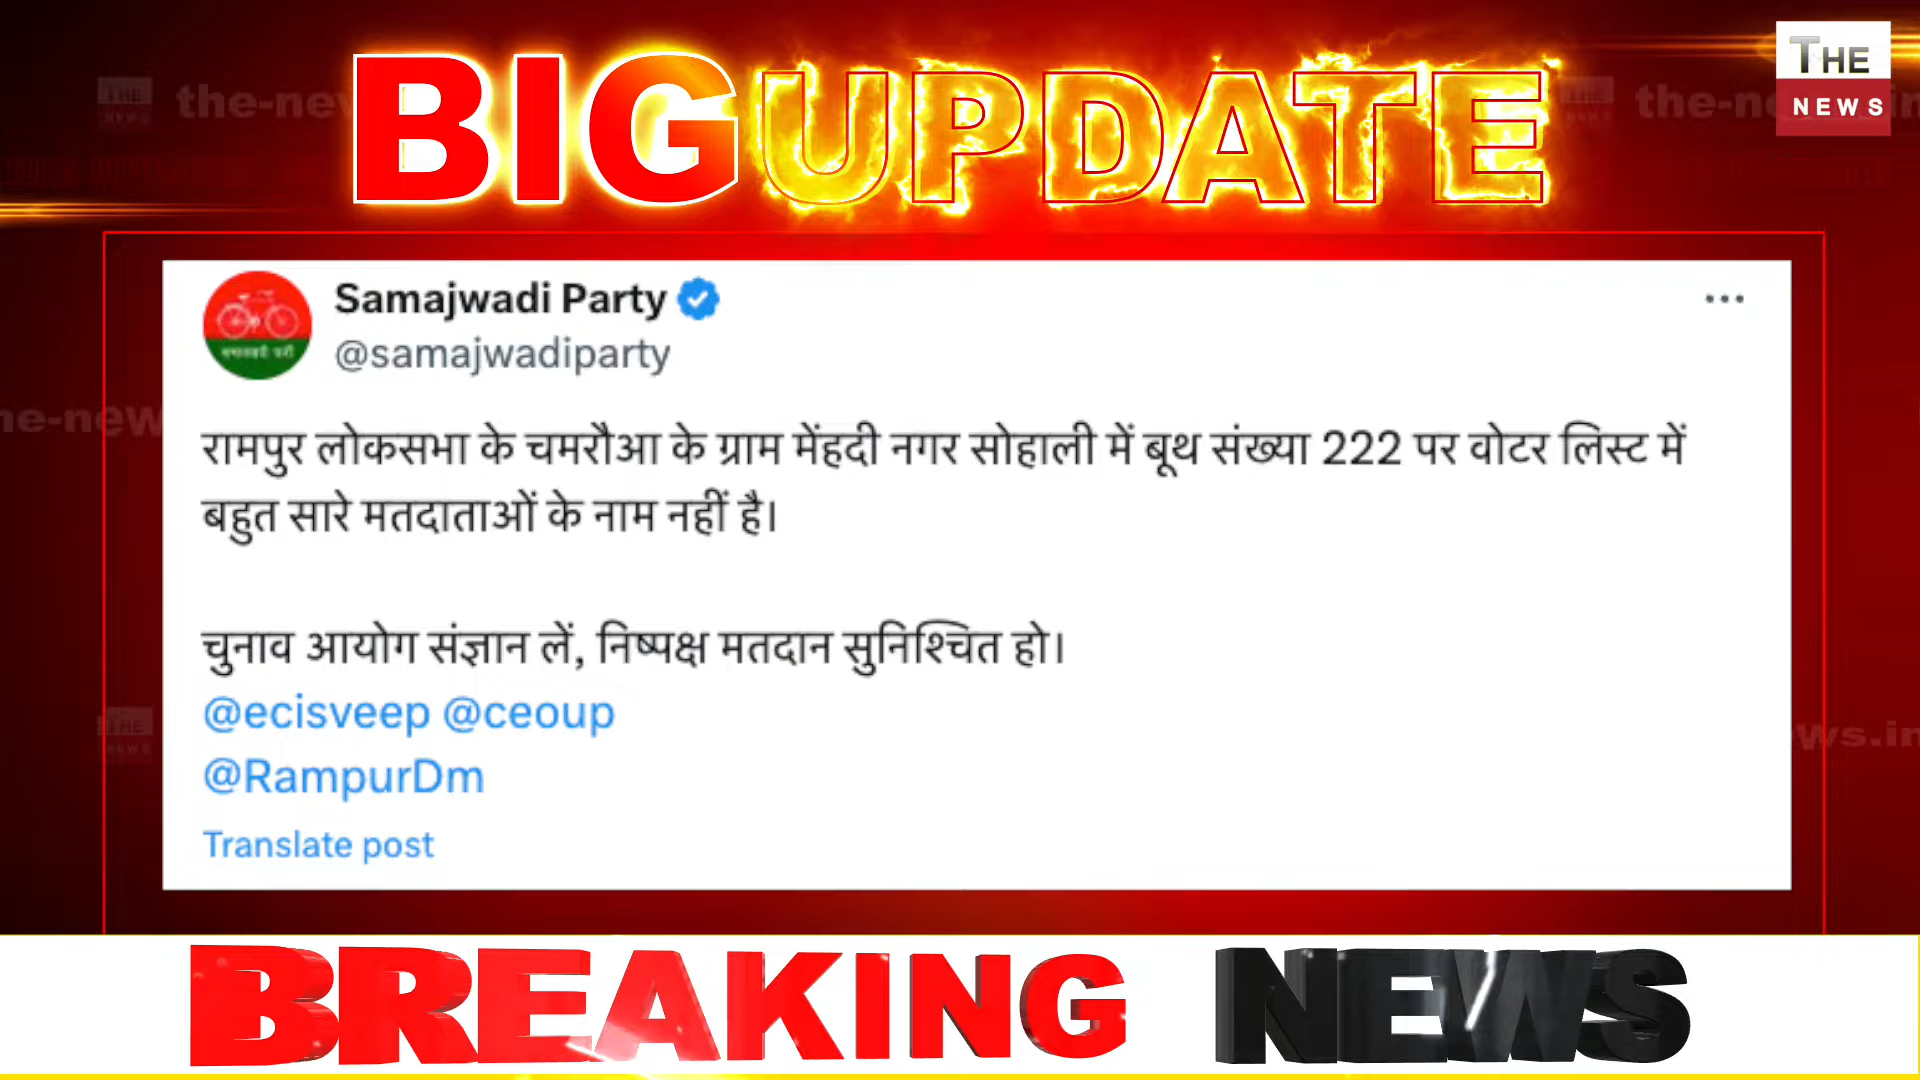 BIG UPDATE
THE
NEWS
Samajwadi Party
@samajwadiparty
रामपुर लोकसभा के चमरौआ के ग्राम मेंहदी नगर सोहाली में बूथ संख्या 222 पर वोटर लिस्ट में
बहुत सारे मतदाताओं के नाम नहीं है।
चुनाव आयोग संज्ञान लें, निष्पक्ष मतदान सुनिश्चित हो।
@ecisveep @ceoup
@RampurDm
Translate post
BREAKING NEWS